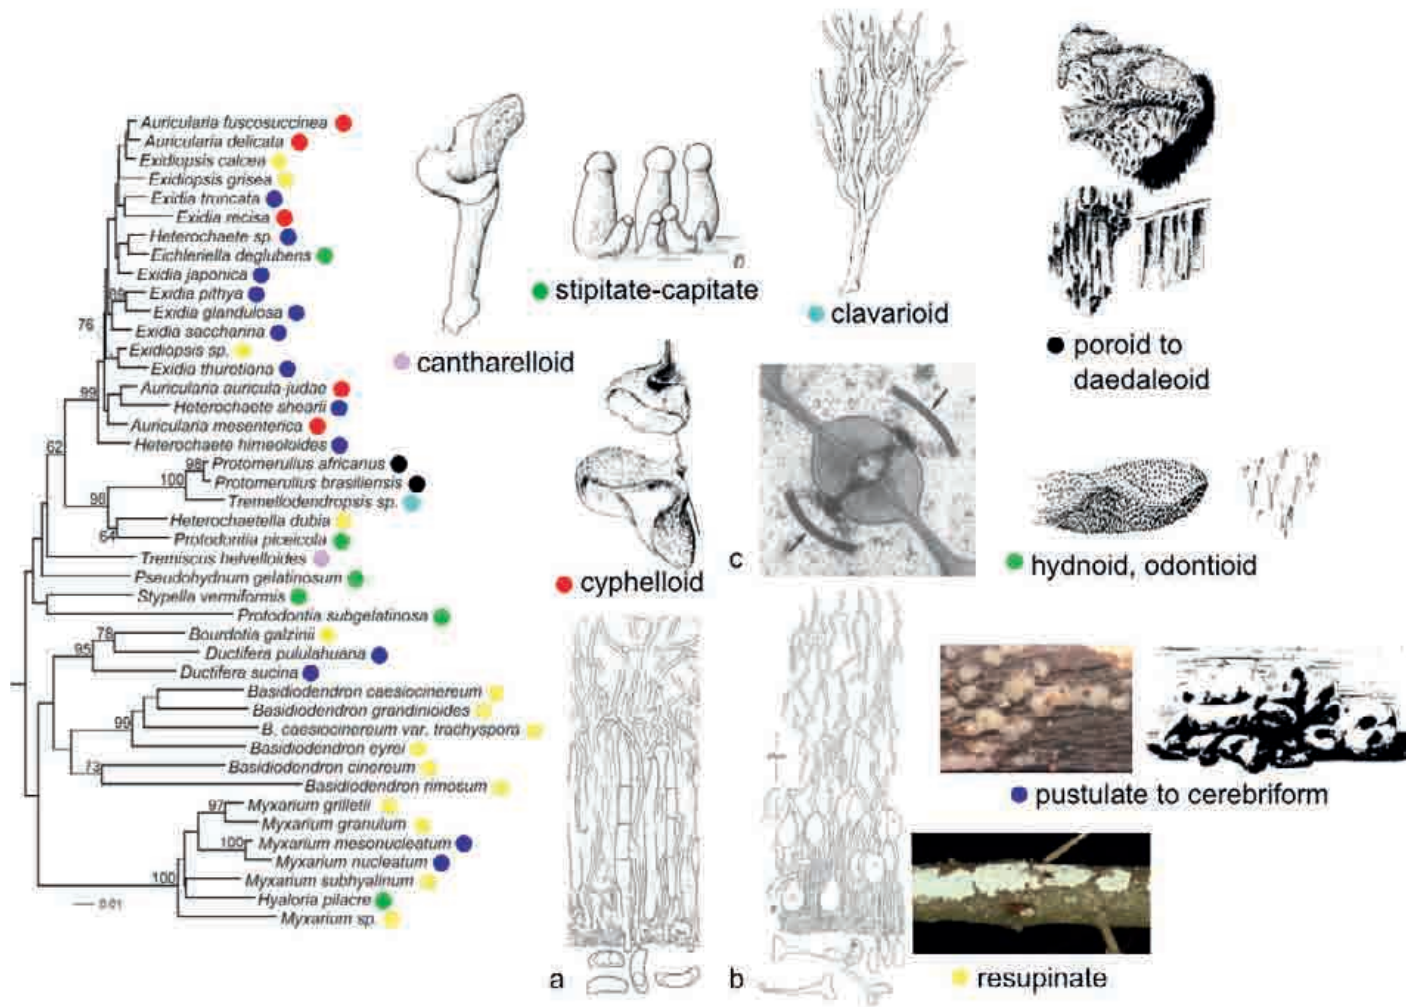 Auricularia fuscosuccinea
Auricularia delicata
Exidiopsis calcea
Exidiopsis grisea
Exidia truncata
Exidia recisa
Heterochaete sp.
Eichleriella deglubens
Exidia japonica
Exidia pithya
Exidia glandulosa
Exidia saccharina
76
Exidiopsis sp.
Exidia thuretiana
Auricularia auricula-judae
99
Heterochaete shearii
Auricularia mesenterica
Heterochaete himeoloides
62
98 Protomerulius africanus
100 Protomerulius brasiliensis
98 Tremellodendropsis sp.
Heterochaetella dubia
64 Protodontia piceicola
Tremiscus helvelloides
Pseudohydnum gelatinosum
Stypella vermiformis
Protodontia subgelatinosa
78 Bourdotia galzinii
95 Ductifera pululahuana
Ductifera sucina
Basidiodendron caesiocinereum
Basidiodendron grandinioides
99 B. caesiocinereum var. trachyspora
Basidiodendron eyrei
73 Basidiodendron cinereum
Basidiodendron rimosum
97 Myxarium grilletii
Myxarium granulum
100 Myxarium mesonucleatum
Myxarium nucleatum
100 Myxarium subhyalinum
Hyaloria pilacre
0.01
Myxarium sp.
cantharelloid
stipitate-capitate
clavarioid
poroid to
daedaleoid
cyphelloid
c
hydnoid, odontioid
pustulate to cerebriform
resupinate
a
b